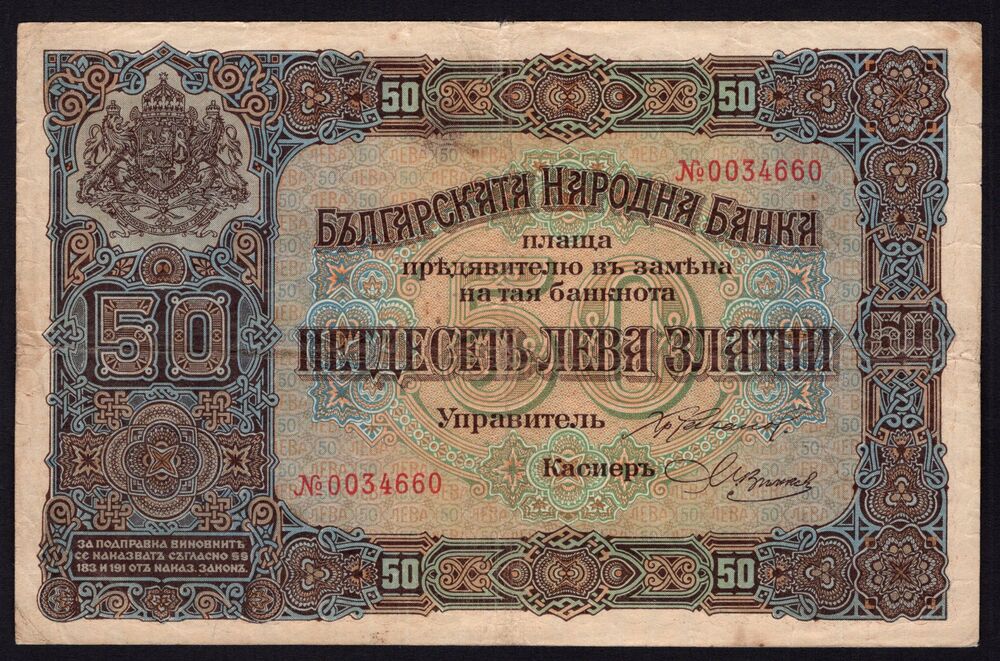 50 50
№0034660
БЪЛГАРСКАТА НАРОДНА БАНКА
плаща
прѣдявителю въ замѣна
на тая банкнота
50 ПЕТДЕСЕТЬ ЛЕВА ЗЛАТНИ 50
Управитель
Касиеръ
№0034660
ЗА ПОДПРАВКА ВИНОВНИТѢ
СЕ НАКАЗВАТЪ СЪГЛАСНО §§
183 И 191 ОТЪ НАКАЗ. ЗАКОНЪ.
50 50